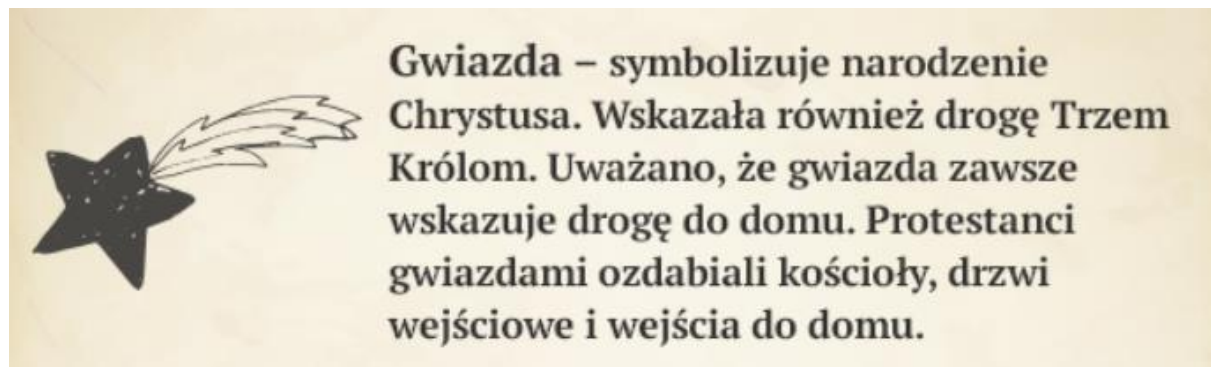 Gwiazda – symbolizuje narodzenie
Chrystusa. Wskazała również drogę Trzem
Królom. Uważano, że gwiazda zawsze
wskazuje drogę do domu. Protestanci
gwiazdami ozdabiali kościoły, drzwi
wejściowe i wejścia do domu.